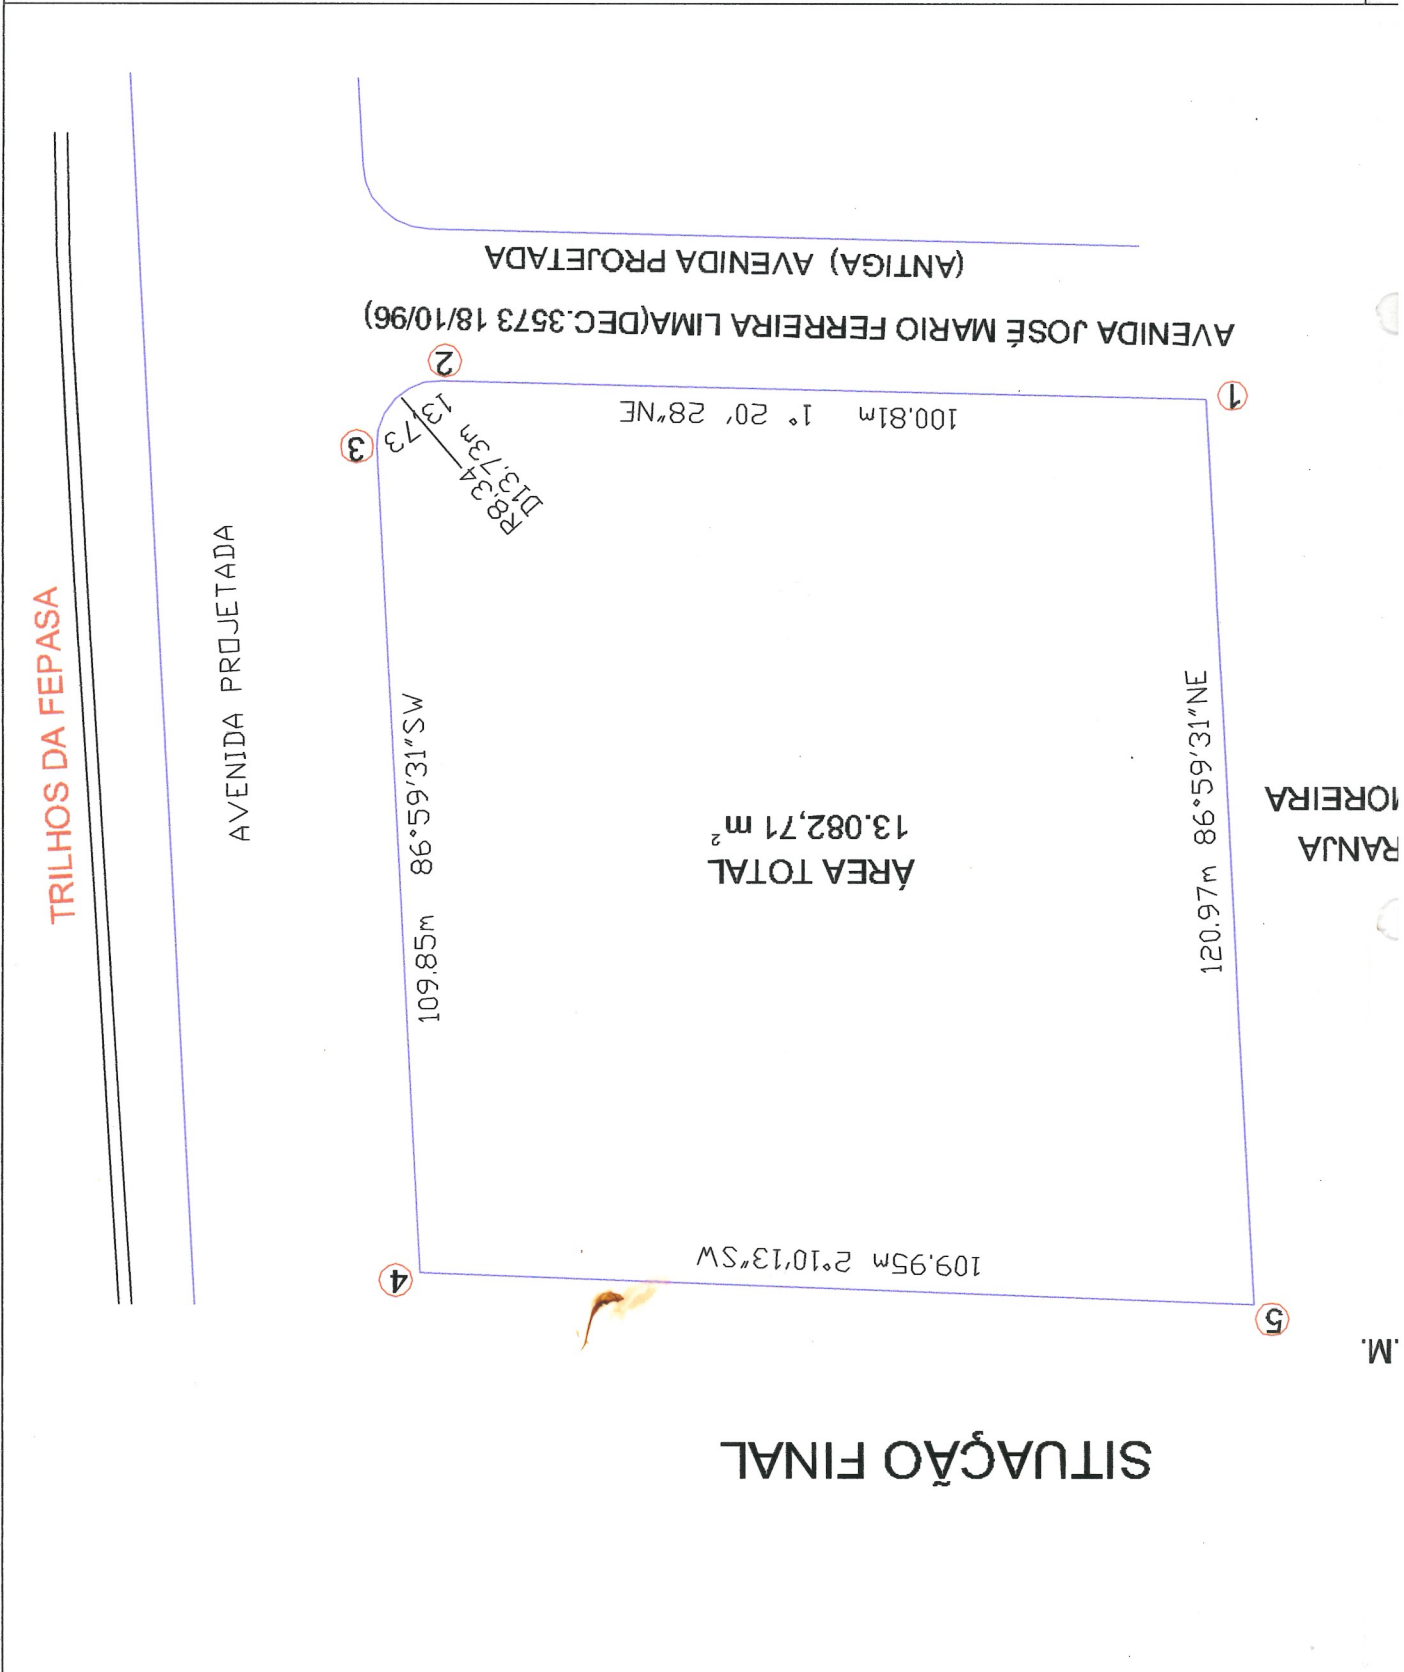 SITUAÇÃO FINAL
.M.
5
4
109.95m 2°10'13"SW
ÁREA TOTAL
13.082,71 m²
RANJA
OREIRA
120.97m 86°59'31"NE
109.85m 86°59'31"SW
AVENIDA PROJETADA
TRILHOS DA FEPASA
R8,34
D13,73m
13,73
3
2
1
100.81m 1° 20' 28"NE
AVENIDA JOSÉ MARIO FERREIRA LIMA(DEC.3573 18/10/96)
(ANTIGA) AVENIDA PROJETADA